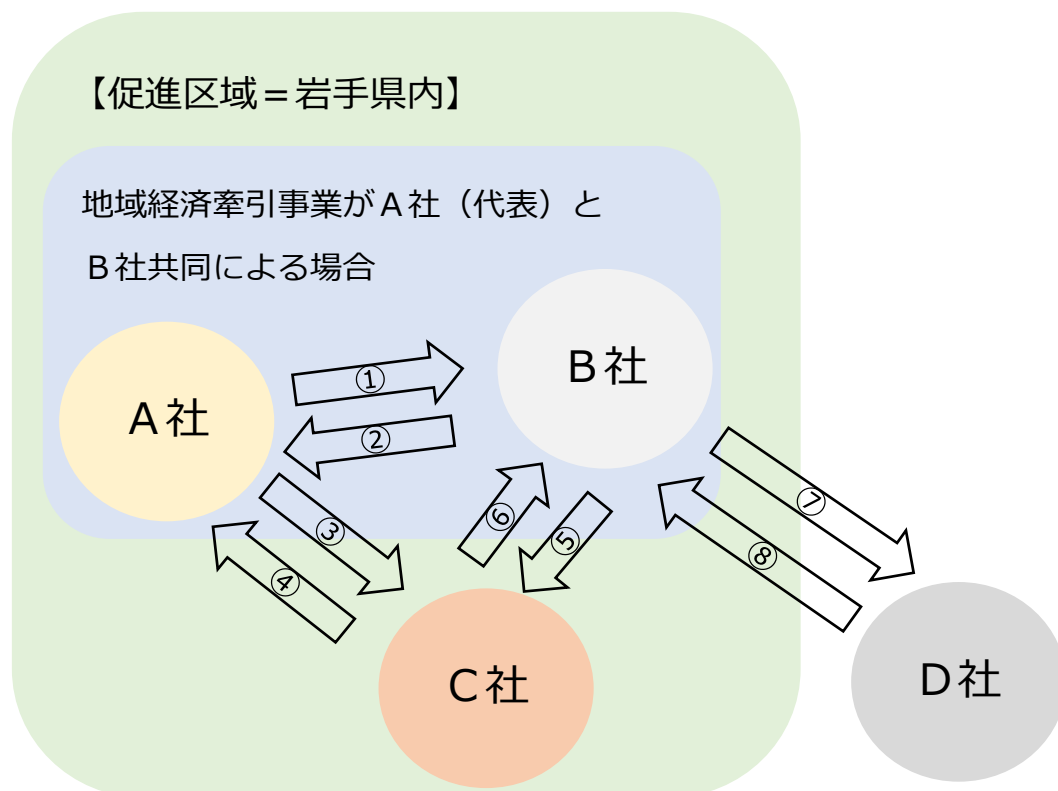 【促進区域＝岩手県内】
地域経済牽引事業がＡ社（代表）と
Ｂ社共同による場合
Ａ社
Ｂ社
①
②
③
④
⑥
⑤
⑦
⑧
Ｃ社
Ｄ社